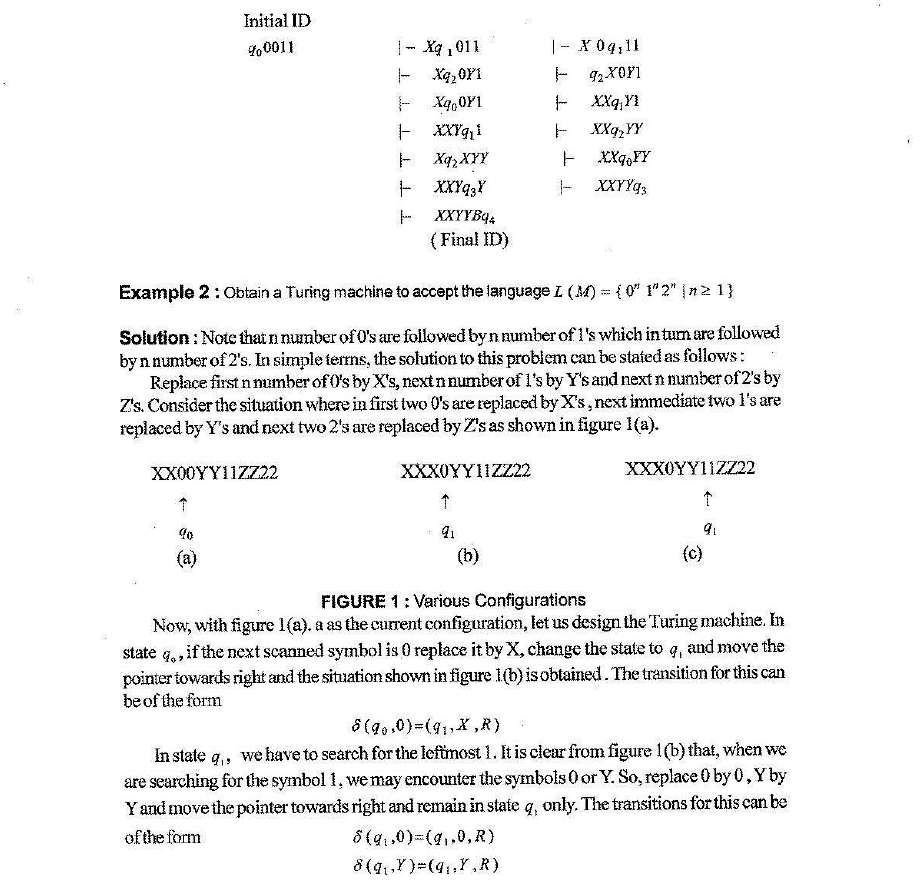 Initial ID
q₀0011 |– Xq₁011 |– X0q₁11
|– Xq₂0Y1 |– q₂X0Y1
|– Xq₀0Y1 |– XXq₁Y1
|– XXYq₁1 |– XXq₂YY
|– Xq₂XYY |– XXq₀YY
|– XXYq₃Y |– XXYYq₃
|– XXYYBq₄
( Final ID)
Example 2 : Obtain a Turing machine to accept the language L (M) = { 0ⁿ 1ⁿ 2ⁿ | n ≥ 1}
Solution : Note that n number of 0's are followed by n number of 1's which in turn are followed
by n number of 2's. In simple terms, the solution to this problem can be stated as follows :
Replace first n number of 0's by X's, next n number of 1's by Y's and next n number of 2's by
Z's. Consider the situation where in first two 0's are replaced by X's , next immediate two 1's are
replaced by Y's and next two 2's are replaced by Z's as shown in figure 1(a).
XX00YY11ZZ22 XXX0YY11ZZ22 XXX0YY11ZZ22
↑ ↑ ↑
q₀ q₁ q₁
(a) (b) (c)
FIGURE 1 : Various Configurations
Now, with figure 1(a). a as the current configuration, let us design the Turing machine. In
state q₀ , if the next scanned symbol is 0 replace it by X, change the state to q₁ and move the
pointer towards right and the situation shown in figure 1(b) is obtained . The transition for this can
be of the form
δ (q₀ ,0)=(q₁ ,X ,R)
In state q₁ , we have to search for the leftmost 1. It is clear from figure 1(b) that, when we
are searching for the symbol 1, we may encounter the symbols 0 or Y. So, replace 0 by 0 , Y by
Y and move the pointer towards right and remain in state q₁ only. The transitions for this can be
of the form δ (q₁ ,0)=(q₁ ,0,R)
δ (q₁ ,Y)=(q₁ ,Y ,R)